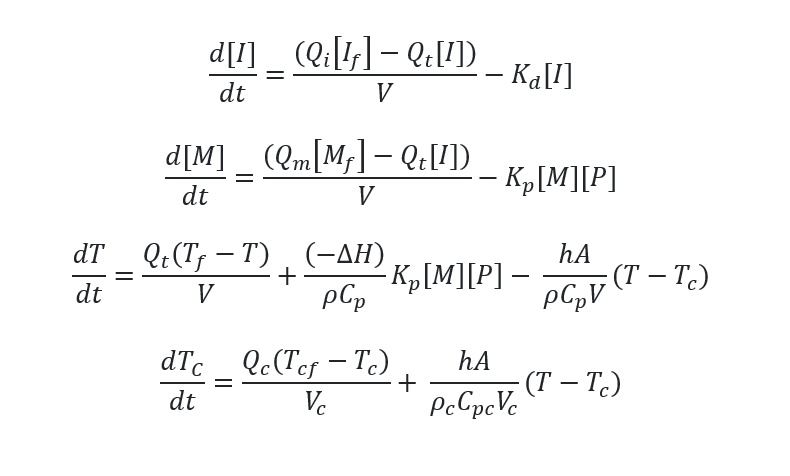 d[I]/dt = (Q_i[I_f] − Q_t[I])/V − K_d[I]
d[M]/dt = (Q_m[M_f] − Q_t[I])/V − K_p[M][P]
dT/dt = Q_t(T_f − T)/V + (−ΔH)/ρC_p K_p[M][P] − hA/ρC_pV (T − T_c)
dT_C/dt = Q_c(T_cf − T_c)/V_c + hA/ρ_cC_pcV_c (T − T_c)